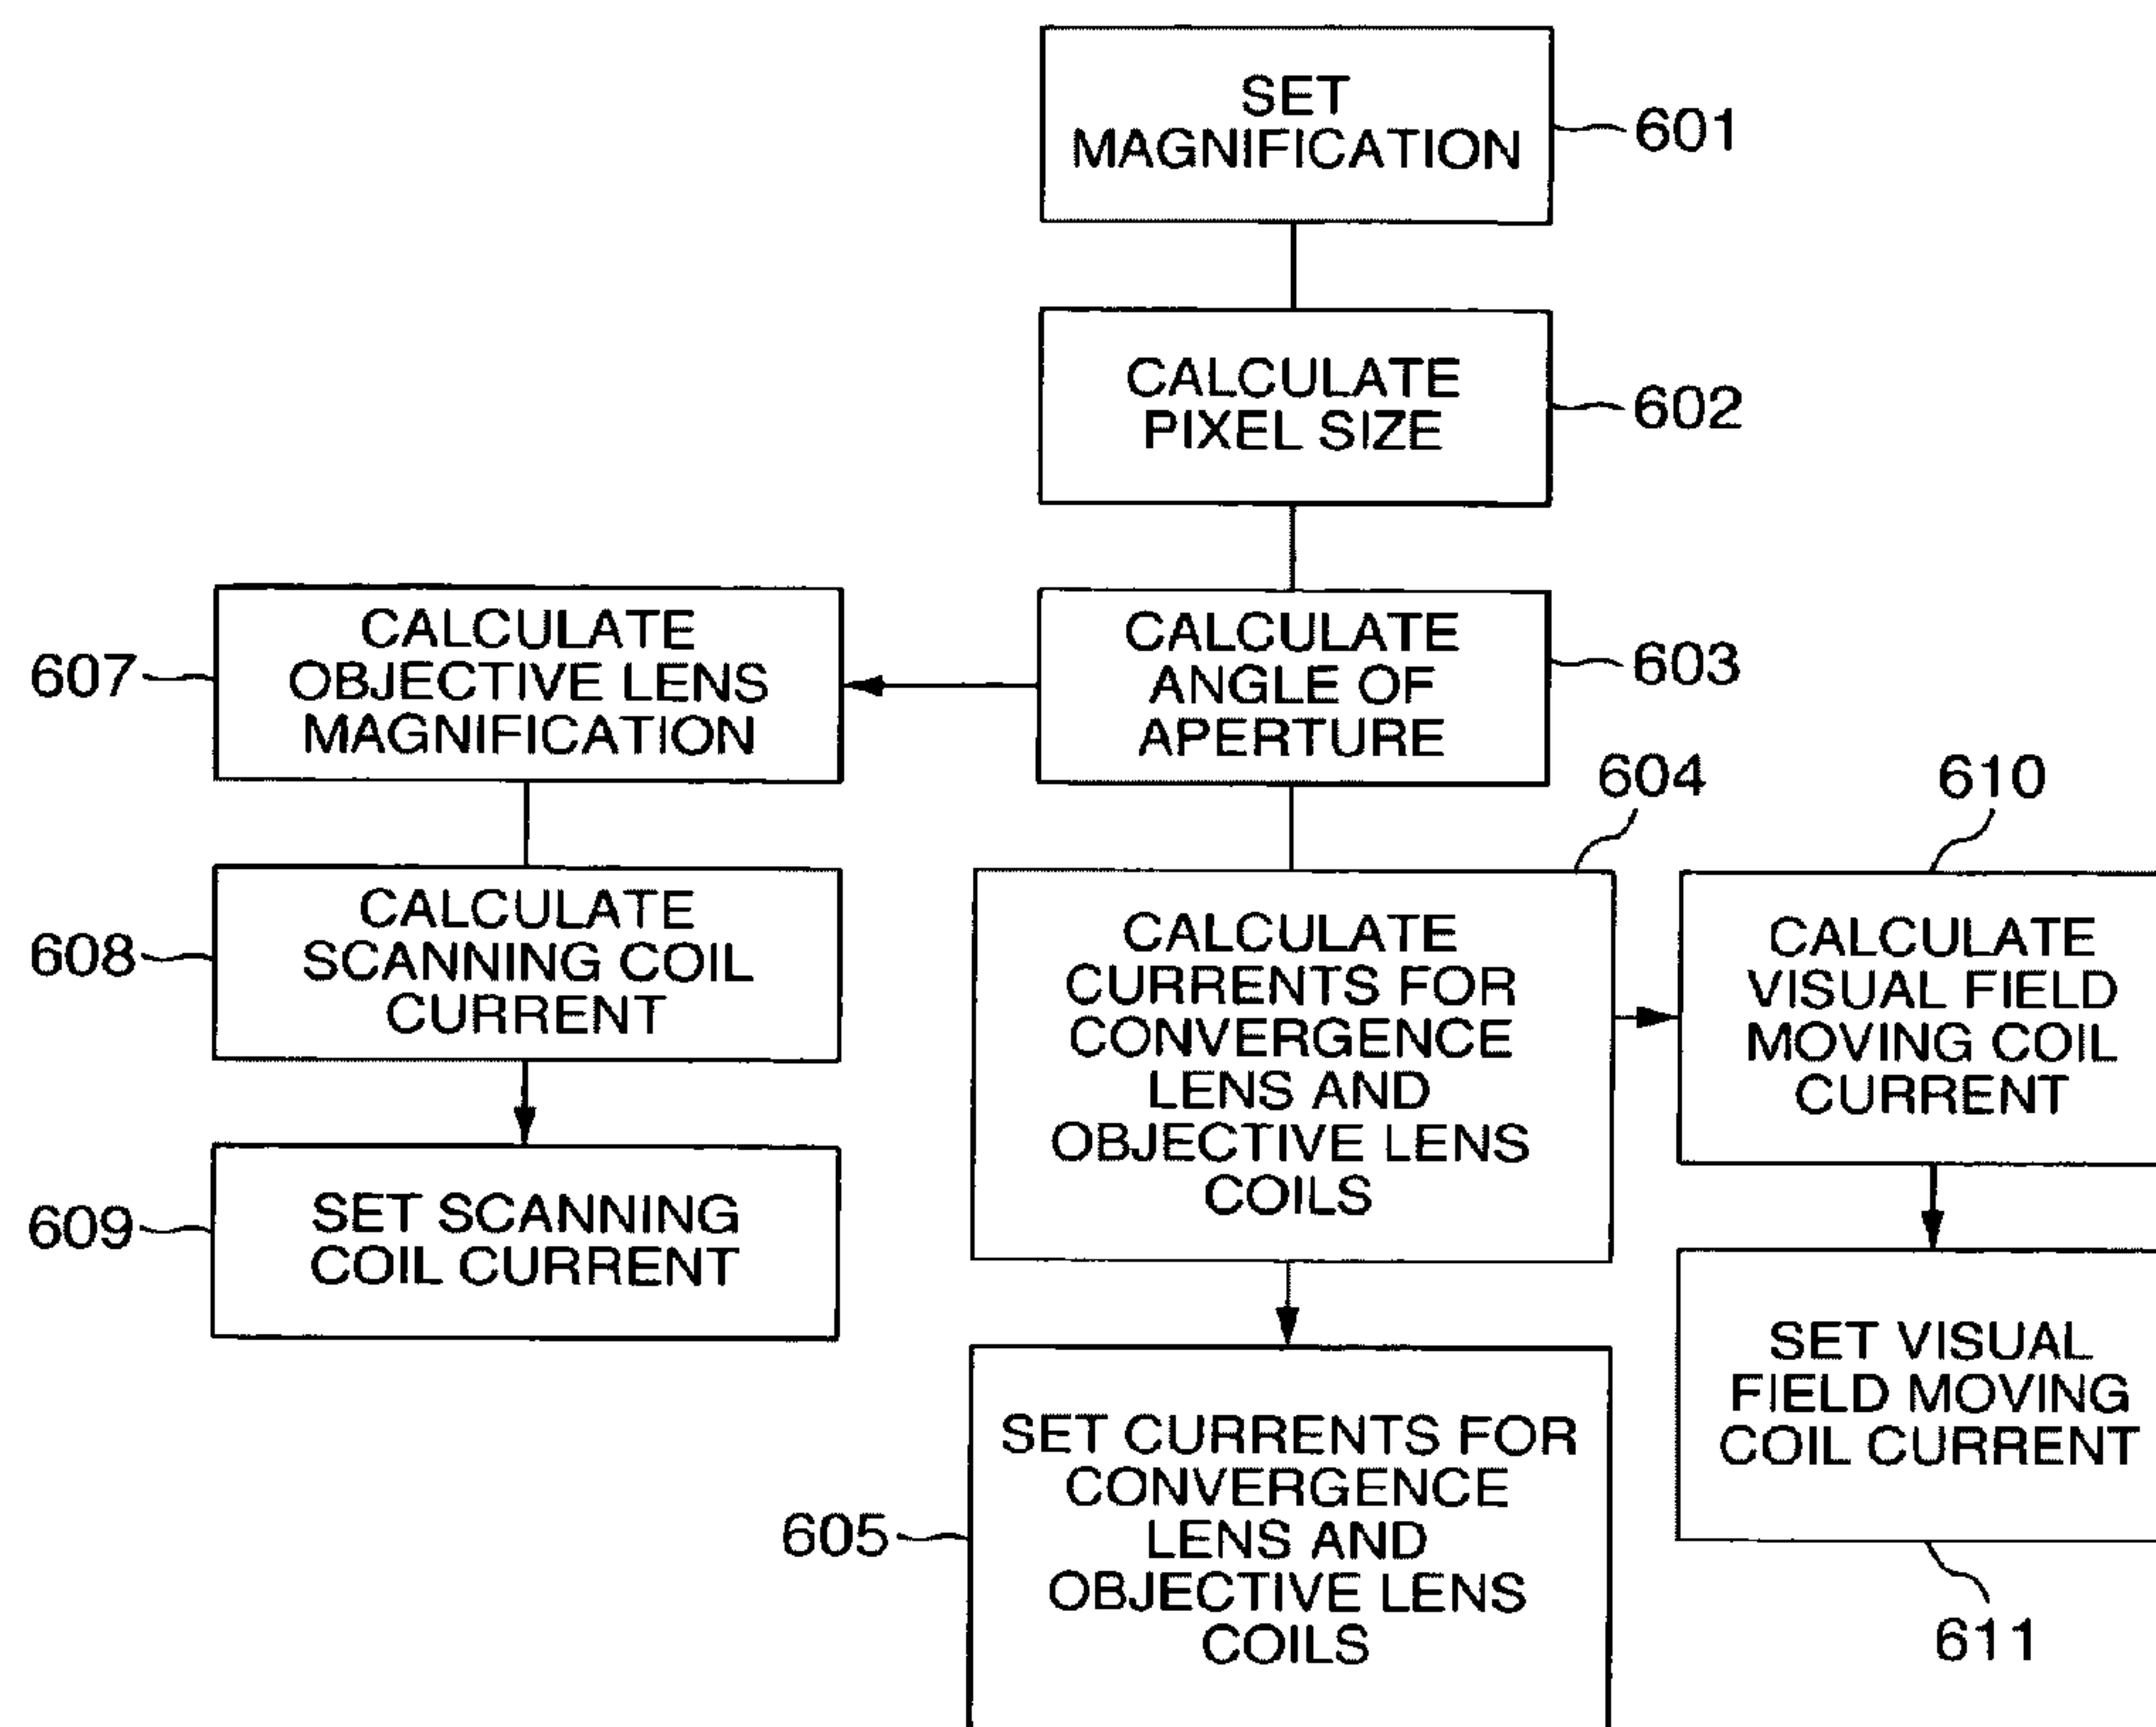 SET
MAGNIFICATION
601
CALCULATE
PIXEL SIZE
602
CALCULATE
OBJECTIVE LENS
MAGNIFICATION
607
CALCULATE
ANGLE OF
APERTURE
603
604
610
CALCULATE
SCANNING COIL
CURRENT
608
CALCULATE
CURRENTS FOR
CONVERGENCE
LENS AND
OBJECTIVE LENS
COILS
CALCULATE
VISUAL FIELD
MOVING COIL
CURRENT
SET SCANNING
COIL CURRENT
609
SET CURRENTS FOR
CONVERGENCE
LENS AND
OBJECTIVE LENS
COILS
605
SET VISUAL
FIELD MOVING
COIL CURRENT
611